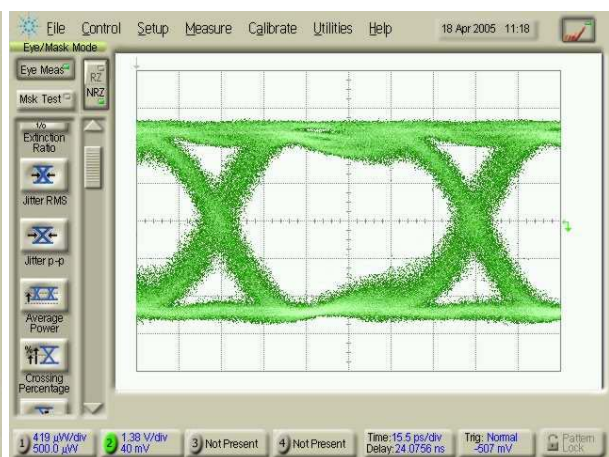 File Control Setup Measure Calibrate Utilities Help 18 Apr 2005 11:18
Eye/Mask Mode
Eye Meas
RZ
NRZ
Msk Test
Extinction
Ratio
Jitter RMS
Jitter p-p
Average
Power
Crossing
Percentage
1) 419 µW/div
500.0 µW
2) 1.38 V/div
40 mV
3) Not Present
4) Not Present
Time:15.5 ps/div
Delay:24.0756 ns
Trig: Normal
-507 mV
Pattern
Lock